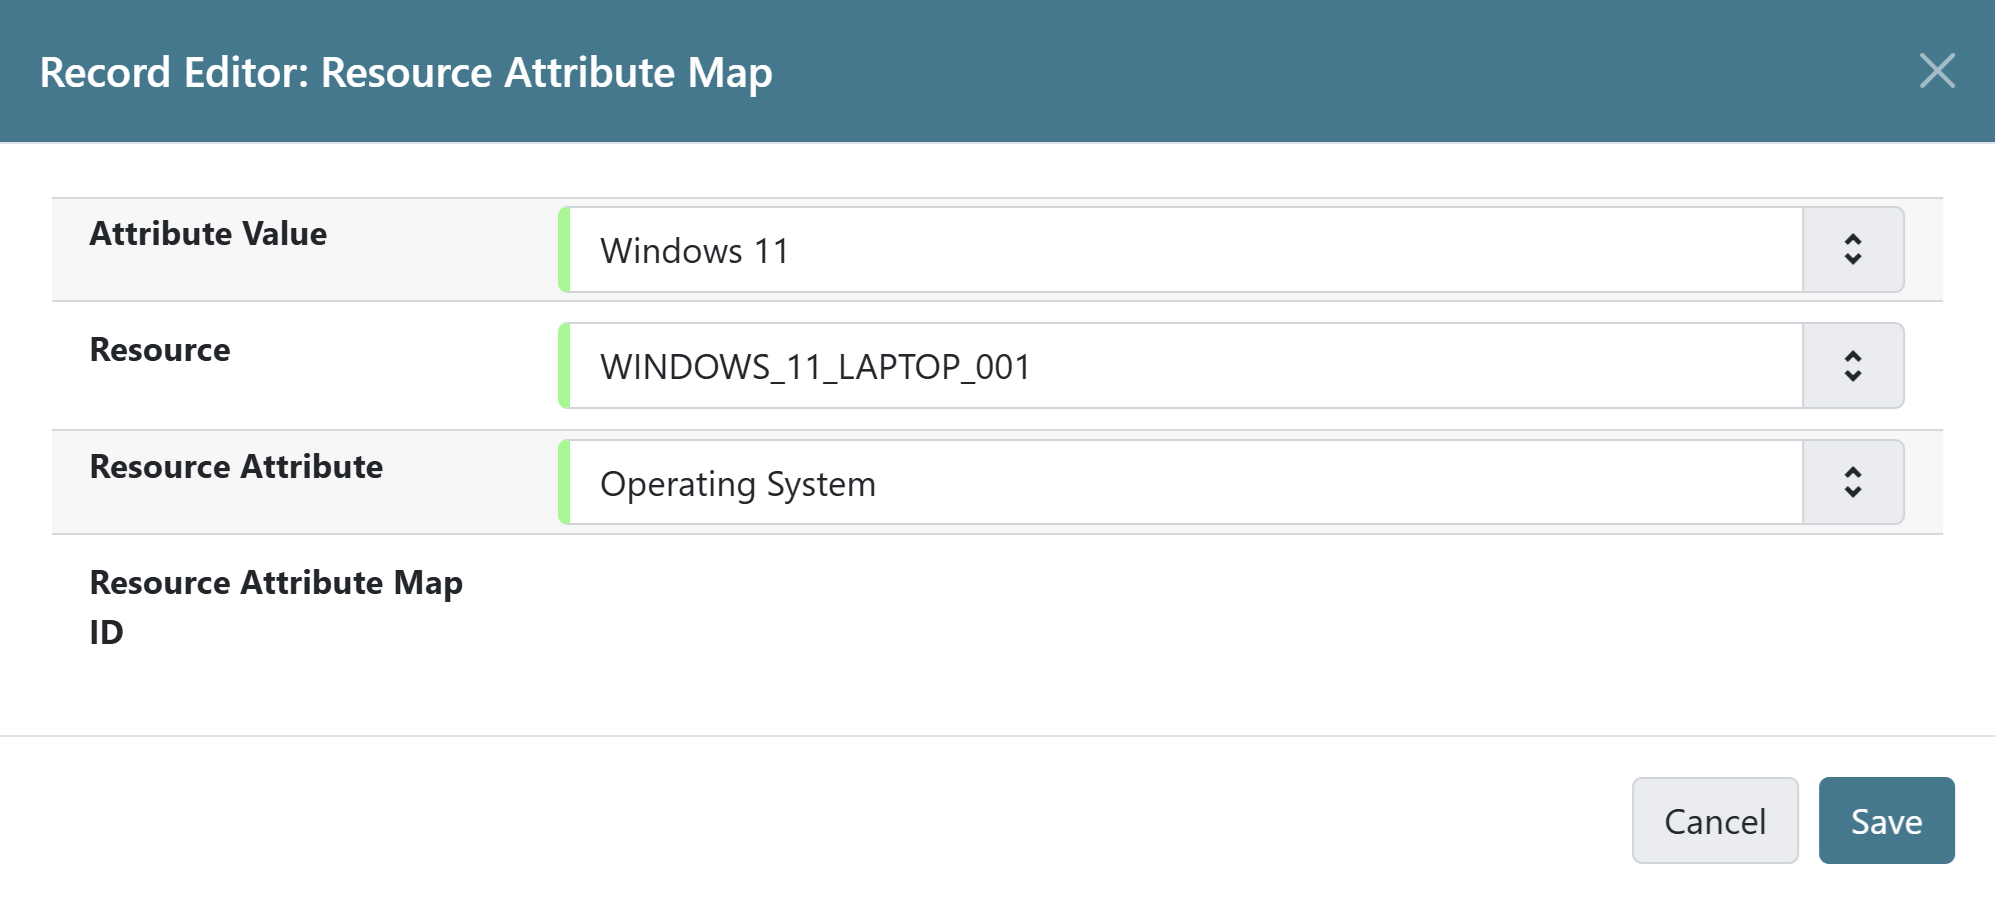 Record Editor: Resource Attribute Map
Attribute Value
Windows 11
Resource
WINDOWS_11_LAPTOP_001
Resource Attribute
Operating System
Resource Attribute Map
ID
Cancel
Save